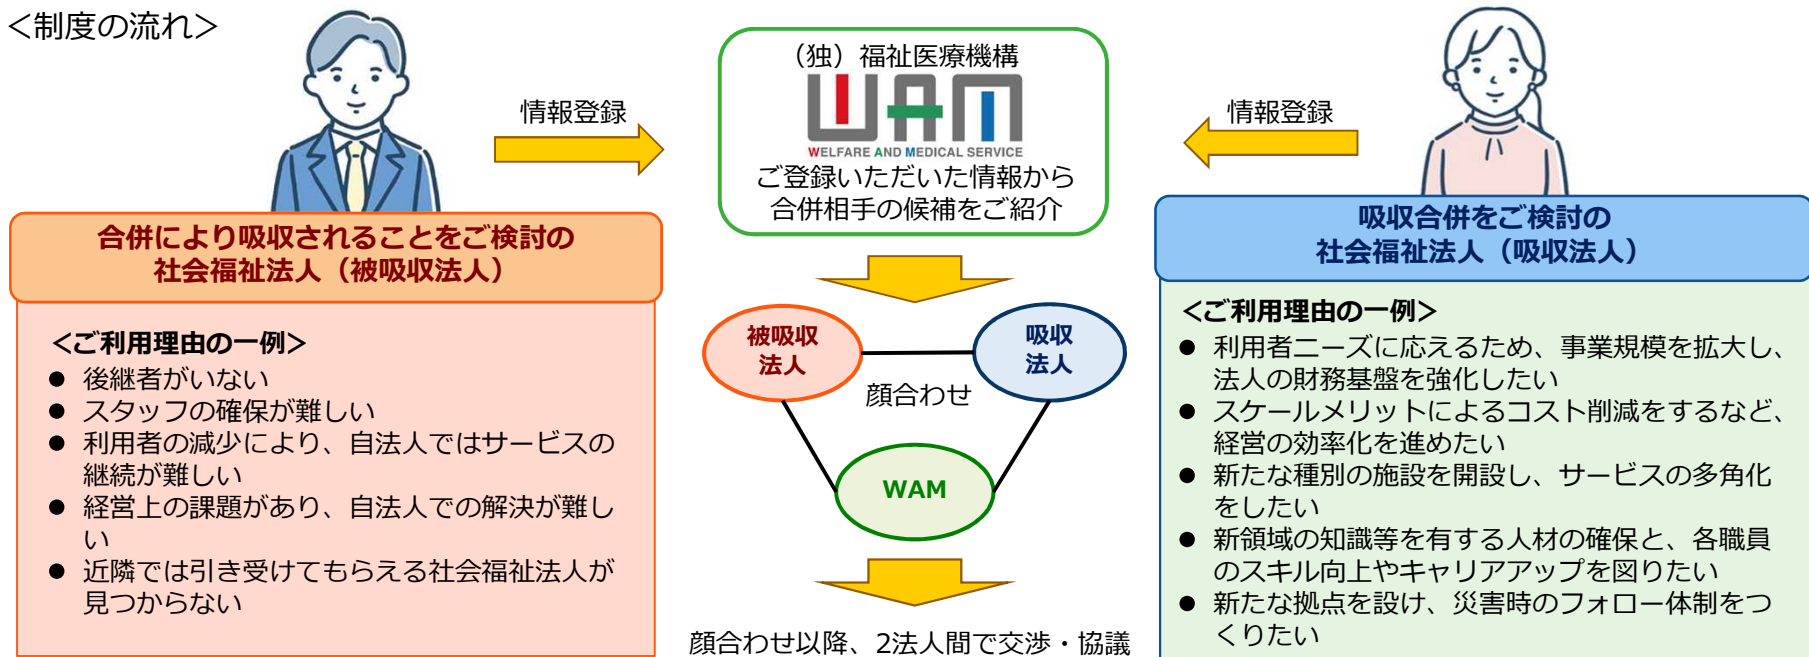 ＜制度の流れ＞
情報登録
（独）福祉医療機構
WAM
WELFARE AND MEDICAL SERVICE
ご登録いただいた情報から
合併相手の候補をご紹介
情報登録
合併により吸収されることをご検討の
社会福祉法人（被吸収法人）
＜ご利用理由の一例＞
● 後継者がいない
● スタッフの確保が難しい
● 利用者の減少により、自法人ではサービスの
継続が難しい
● 経営上の課題があり、自法人での解決が難し
い
● 近隣では引き受けてもらえる社会福祉法人が
見つからない
被吸収
法人
吸収
法人
顔合わせ
WAM
顔合わせ以降、2法人間で交渉・協議
吸収合併をご検討の
社会福祉法人（吸収法人）
＜ご利用理由の一例＞
● 利用者ニーズに応えるため、事業規模を拡大し、
法人の財務基盤を強化したい
● スケールメリットによるコスト削減をするなど、
経営の効率化を進めたい
● 新たな種別の施設を開設し、サービスの多角化
をしたい
● 新領域の知識等を有する人材の確保と、各職員
のスキル向上やキャリアアップを図りたい
● 新たな拠点を設け、災害時のフォロー体制をつ
くりたい